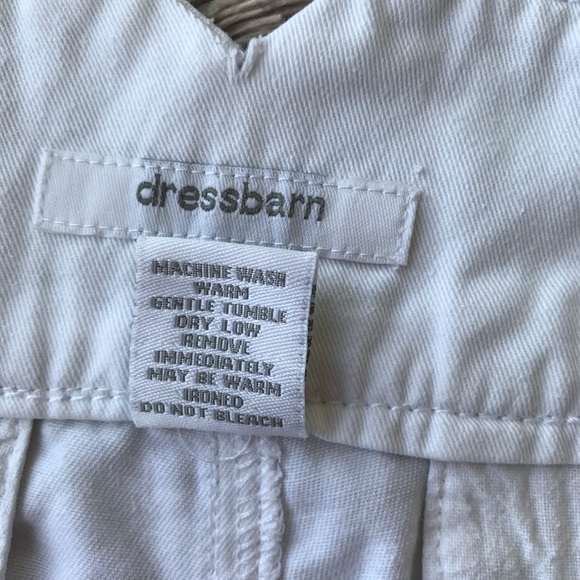 dressbarn
MACHINE WASH
WARM
GENTLE TUMBLE
DRY LOW
REMOVE
IMMEDIATELY
MAY BE WARM
IRONED
DO NOT BLEACH